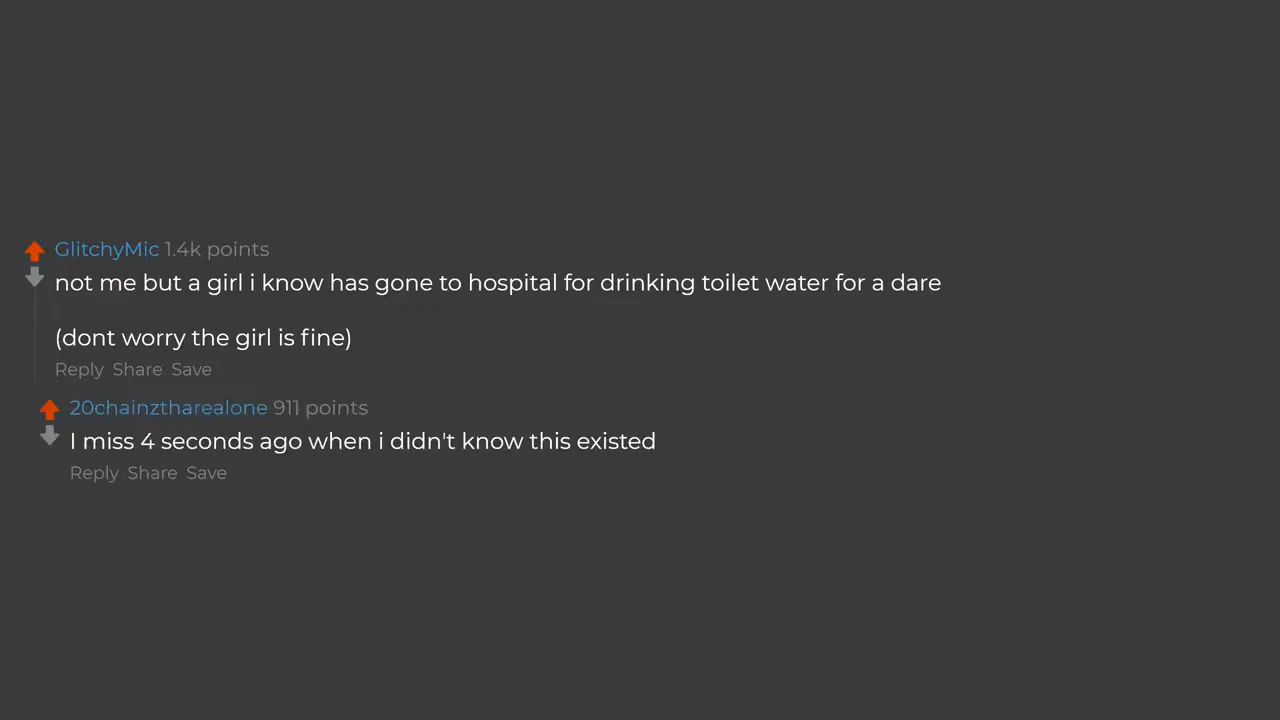 GlitchyMic 1.4k points
not me but a girl i know has gone to hospital for drinking toilet water for a dare
(dont worry the girl is fine)
Reply Share Save
20chainztharealone 911 points
I miss 4 seconds ago when i didn't know this existed
Reply Share Save